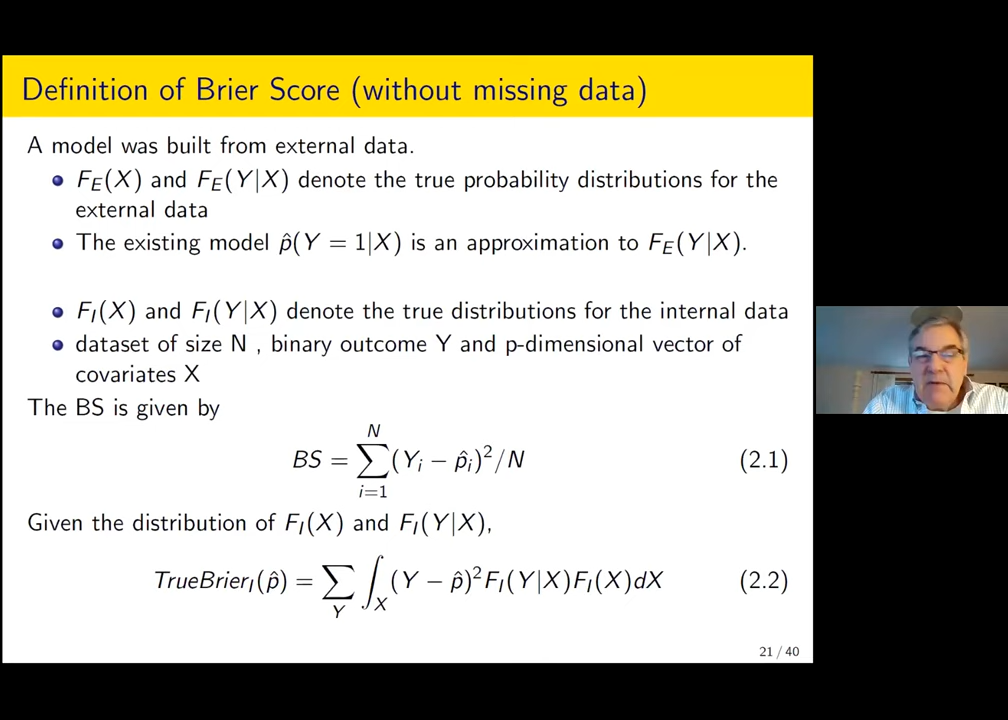 Definition of Brier Score (without missing data)
A model was built from external data.
F_E(X) and F_E(Y|X) denote the true probability distributions for the
external data
The existing model p̂(Y = 1|X) is an approximation to F_E(Y|X).
F_I(X) and F_I(Y|X) denote the true distributions for the internal data
dataset of size N , binary outcome Y and p-dimensional vector of
covariates X
The BS is given by
BS = ∑_{i=1}^{N} (Y_i − p̂_i)²/N (2.1)
Given the distribution of F_I(X) and F_I(Y|X),
TrueBrier_I(p̂) = ∑_Y ∫_X (Y − p̂)² F_I(Y|X)F_I(X)dX (2.2)
21 / 40